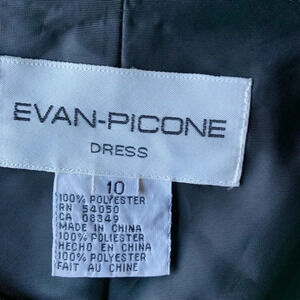 EVAN-PICONE
DRESS
10
100% POLYESTER
RN 54050
CA 08349
MADE IN CHINA
100% POLIESTER
HECHO EN CHINA
100% POLYESTER
FAIT AU CHINE